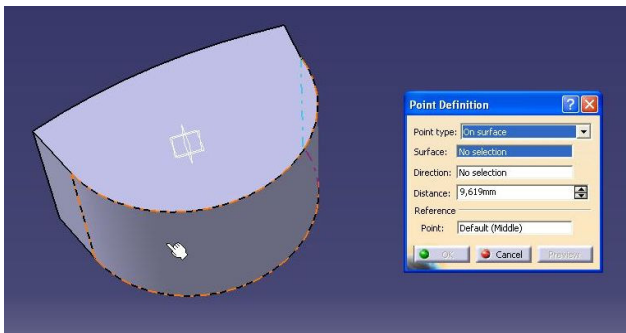 Point Definition
Point type: On surface
Surface: No selection
Direction: No selection
Distance: 9,619mm
Reference
Point: Default (Middle)
OK Cancel Preview